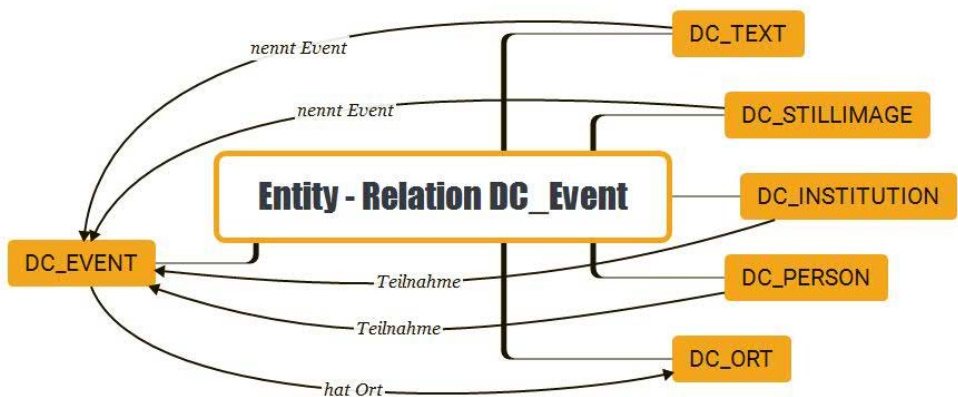 DC_TEXT
nennt Event
DC_STILLIMAGE
nennt Event
Entity - Relation DC_Event
DC_INSTITUTION
DC_EVENT
Teilnahme
DC_PERSON
Teilnahme
DC_ORT
hat Ort